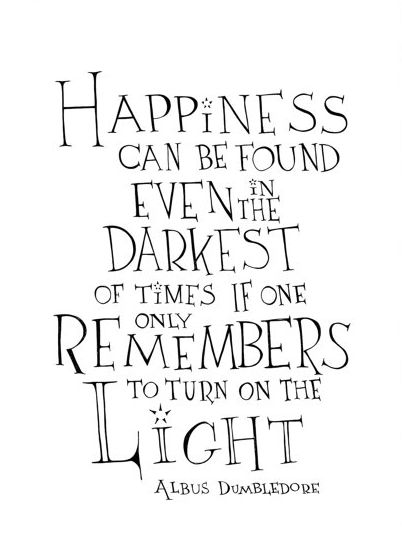 HAPPiNESS
CAN BE FOUND
EVEN iN THE
DARKEST
OF TiMES IF ONE
ONLY
REMEMBERS
TO TURN ON THE
LiGHT
ALBUS DUMBLEDORE